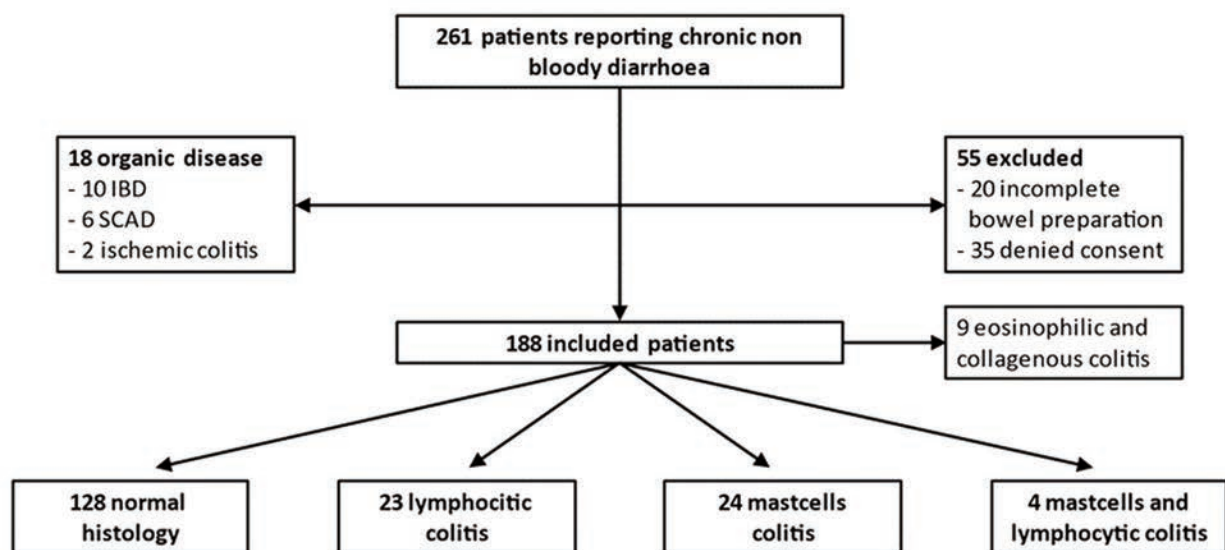 261 patients reporting chronic non
bloody diarrhoea
18 organic disease
- 10 IBD
- 6 SCAD
- 2 ischemic colitis
55 excluded
- 20 incomplete
bowel preparation
- 35 denied consent
188 included patients
9 eosinophilic and
collagenous colitis
128 normal
histology
23 lymphocitic
colitis
24 mastcells
colitis
4 mastcells and
lymphocytic colitis